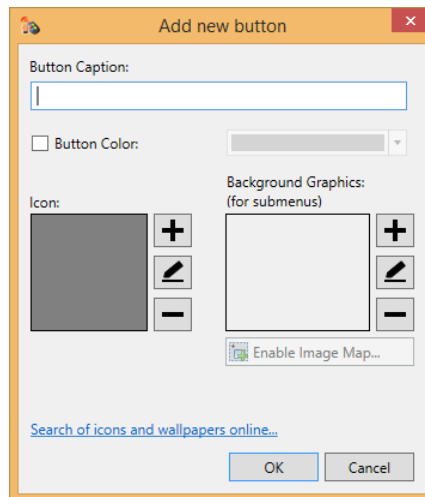 Add new button
Button Caption:
Button Color:
Background Graphics:
(for submenus)
Icon:
Enable Image Map...
Search of icons and wallpapers online...
OK
Cancel